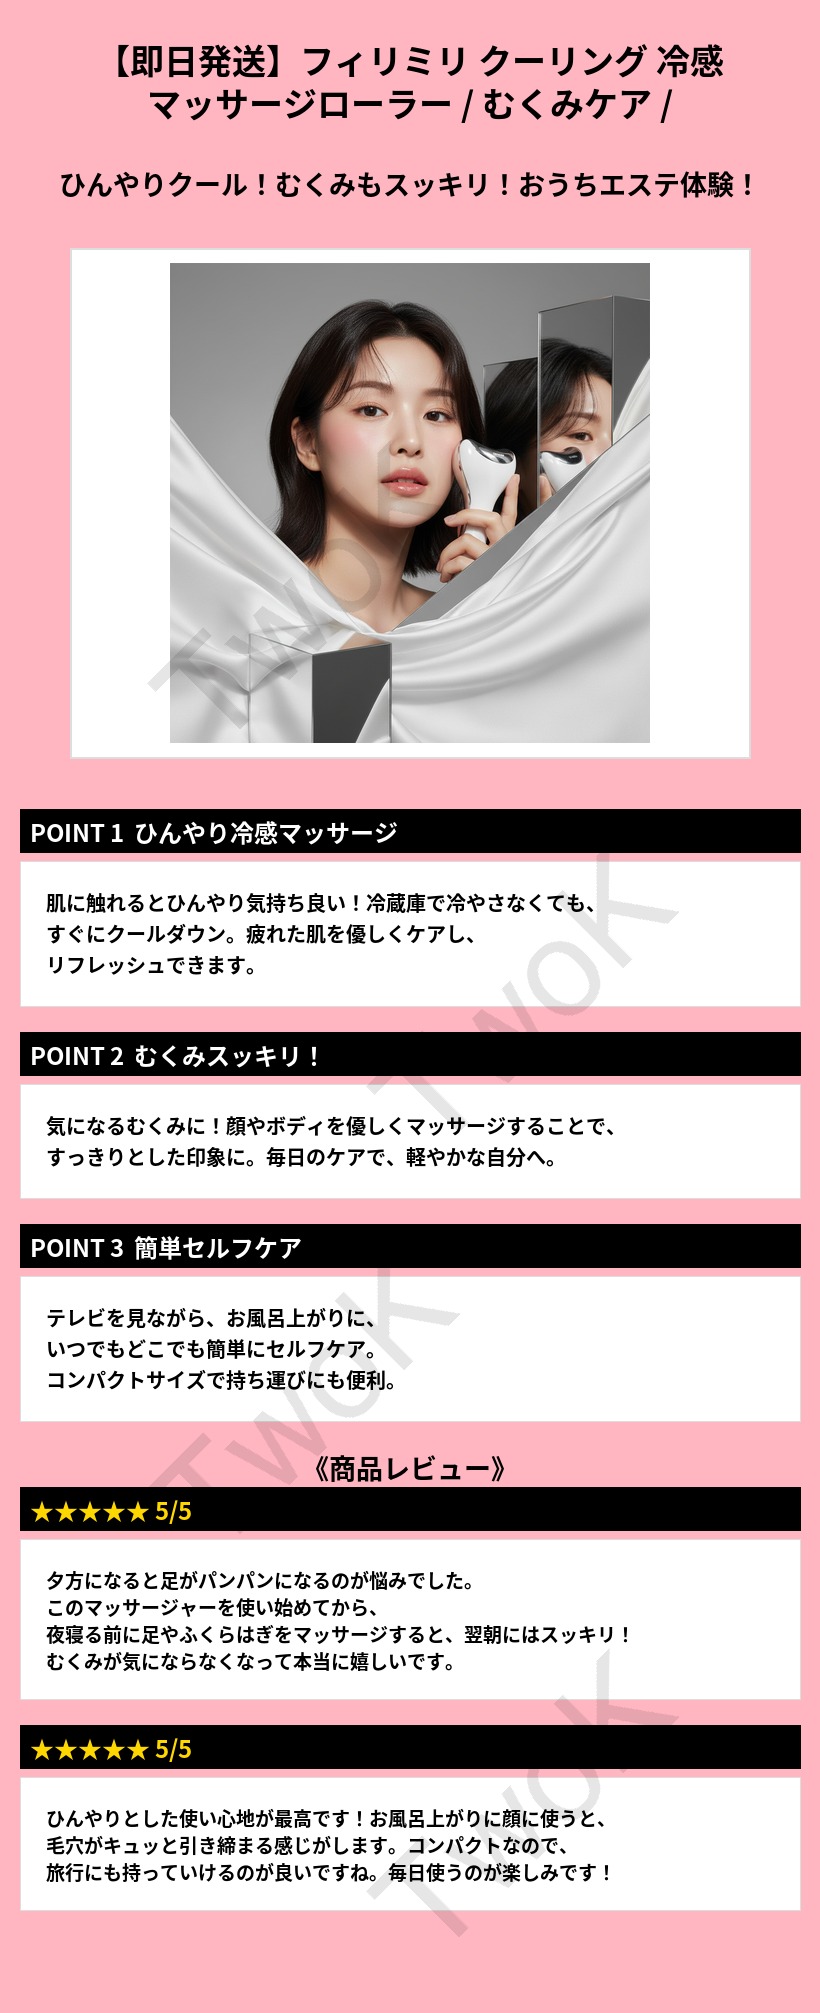 【即日発送】フィリミリ クーリング 冷感
マッサージローラー / むくみケア /
ひんやりクール！むくみもスッキリ！おうちエステ体験！
POINT 1 ひんやり冷感マッサージ
肌に触れるとひんやり気持ち良い！冷蔵庫で冷やさなくても、
すぐにクールダウン。疲れた肌を優しくケアし、
リフレッシュできます。
POINT 2 むくみスッキリ！
気になるむくみに！顔やボディを優しくマッサージすることで、
すっきりとした印象に。毎日のケアで、軽やかな自分へ。
POINT 3 簡単セルフケア
テレビを見ながら、お風呂上がりに、
いつでもどこでも簡単にセルフケア。
コンパクトサイズで持ち運びにも便利。
《商品レビュー》
★★★★★ 5/5
夕方になると足がパンパンになるのが悩みでした。
このマッサージャーを使い始めてから、
夜寝る前に足やふくらはぎをマッサージすると、翌朝にはスッキリ！
むくみが気にならなくなって本当に嬉しいです。
★★★★★ 5/5
ひんやりとした使い心地が最高です！お風呂上がりに顔に使うと、
毛穴がキュッと引き締まる感じがします。コンパクトなので、
旅行にも持っていけるのが良いですね。毎日使うのが楽しみです！
TwoK
TwoK
TwoK
TwoK